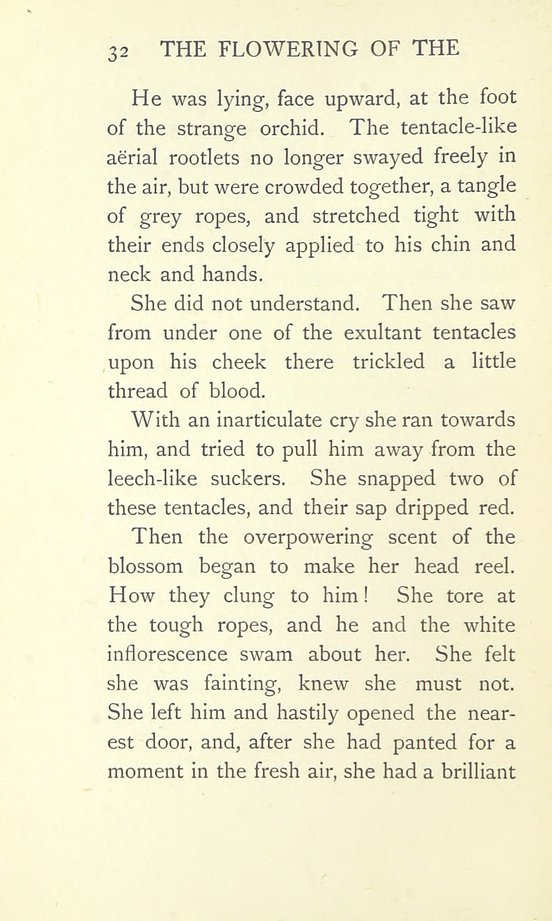 32 THE FLOWERING OF THE
He was lying, face upward, at the foot
of the strange orchid. The tentacle-like
aërial rootlets no longer swayed freely in
the air, but were crowded together, a tangle
of grey ropes, and stretched tight with
their ends closely applied to his chin and
neck and hands.
She did not understand. Then she saw
from under one of the exultant tentacles
upon his cheek there trickled a little
thread of blood.
With an inarticulate cry she ran towards
him, and tried to pull him away from the
leech-like suckers. She snapped two of
these tentacles, and their sap dripped red.
Then the overpowering scent of the
blossom began to make her head reel.
How they clung to him! She tore at
the tough ropes, and he and the white
inflorescence swam about her. She felt
she was fainting, knew she must not.
She left him and hastily opened the near-
est door, and, after she had panted for a
moment in the fresh air, she had a brilliant